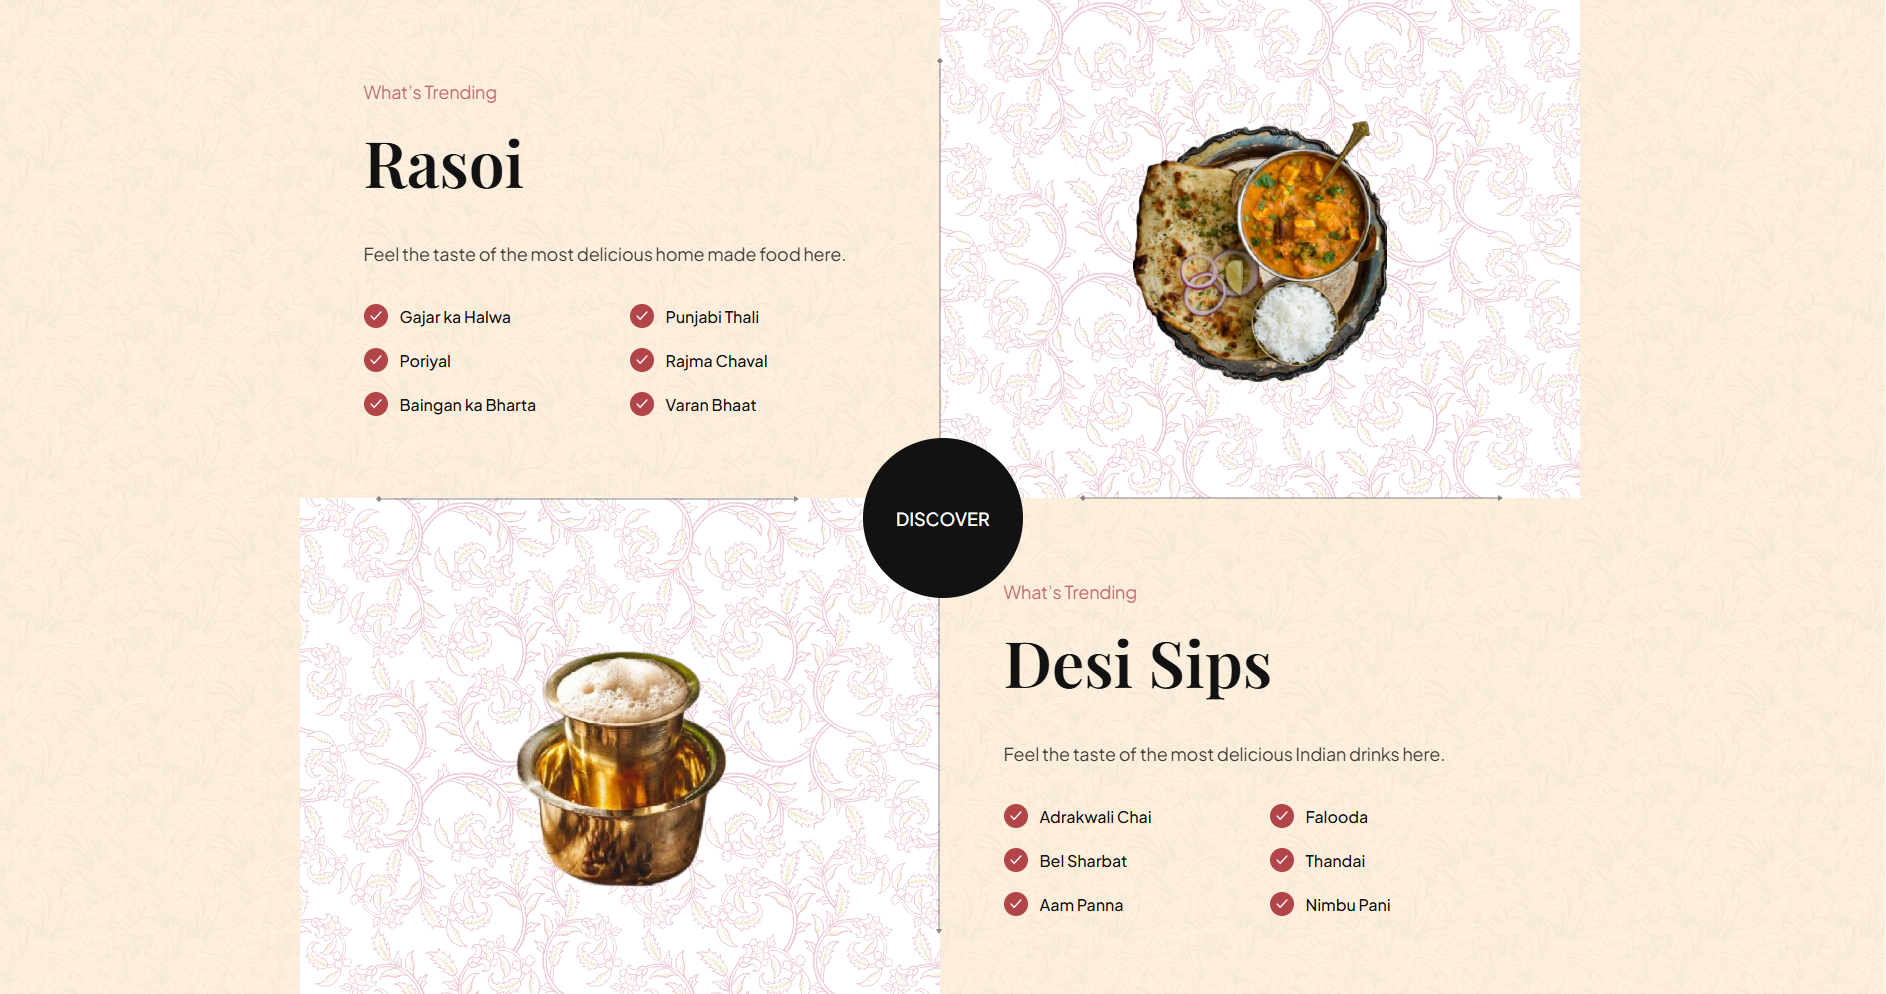 What's Trending
Rasoi
Feel the taste of the most delicious home made food here.
Gajar ka Halwa
Punjabi Thali
Poriyal
Rajma Chaval
Baingan ka Bharta
Varan Bhaat
DISCOVER
What's Trending
Desi Sips
Feel the taste of the most delicious Indian drinks here.
Adrakwali Chai
Falooda
Bel Sharbat
Thandai
Aam Panna
Nimbu Pani